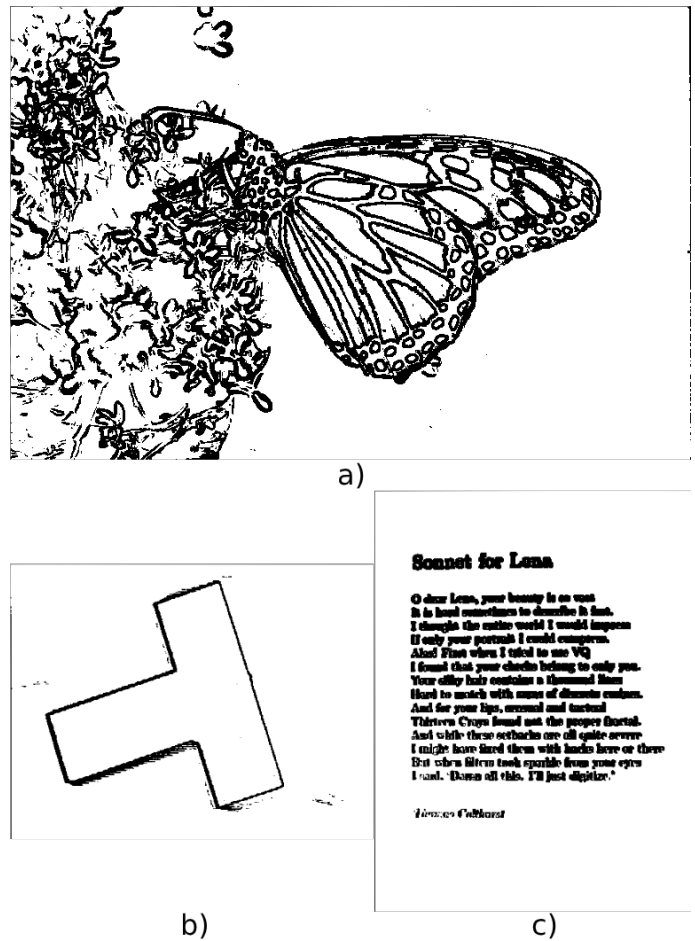 a)
Sonnet for Lena
O dear Lena, your beauty is so vast
It is hard sometimes to describe it fast.
I thought the entire world I would impress
If only your portrait I could compress.
Alas! First when I tried to use VQ
I found that your cheeks belong to only you.
Your silky hair contains a thousand lines
Hard to match with sums of discrete cosines.
And for your lips, sensual and tactual
Thirteen Crays found not the proper fractal.
And while these setbacks are all quite severe
I might have fixed them with hacks here or there
But when filters took sparkle from your eyes
I said, 'Damn all this. I'll just digitize.'
Thomas Colthurst
b)
c)